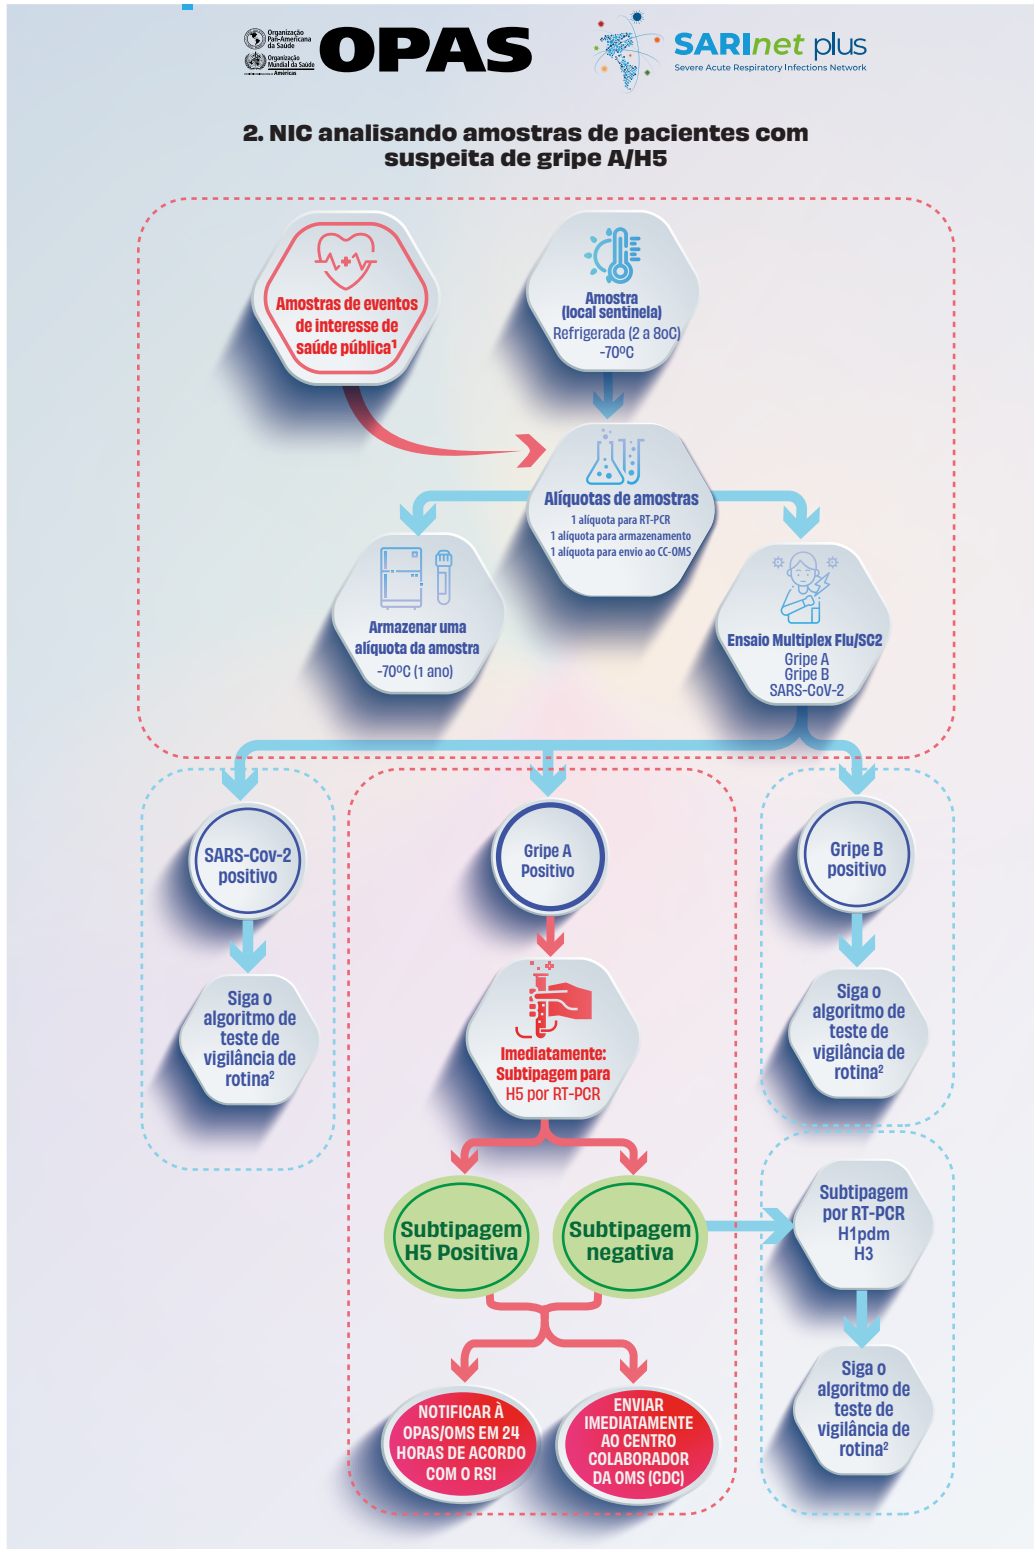 Organização
Pan-Americana
da Saúde
Organização
Mundial da Saúde
Américas
OPAS
SARInet plus
Severe Acute Respiratory Infections Network
2. NIC analisando amostras de pacientes com
suspeita de gripe A/H5
Amostras de eventos
de interesse de
saúde pública¹
Amostra
(local sentinela)
Refrigerada (2 a 8oC)
-70ºC
Alíquotas de amostras
1 alíquota para RT-PCR
1 alíquota para armazenamento
1 alíquota para envio ao CC-OMS
Armazenar uma
alíquota da amostra
-70ºC (1 ano)
Ensaio Multiplex Flu/SC2
Gripe A
Gripe B
SARS-CoV-2
SARS-Cov-2
positivo
Gripe A
Positivo
Gripe B
positivo
Siga o
algoritmo de
teste de
vigilância de
rotina²
Imediatamente:
Subtipagem para
H5 por RT-PCR
Siga o
algoritmo de
teste de
vigilância de
rotina²
Subtipagem
H5 Positiva
Subtipagem
negativa
Subtipagem
por RT-PCR
H1pdm
H3
NOTIFICAR À
OPAS/OMS EM 24
HORAS DE ACORDO
COM O RSI
ENVIAR
IMEDIATAMENTE
AO CENTRO
COLABORADOR
DA OMS (CDC)
Siga o
algoritmo de
teste de
vigilância de
rotina²